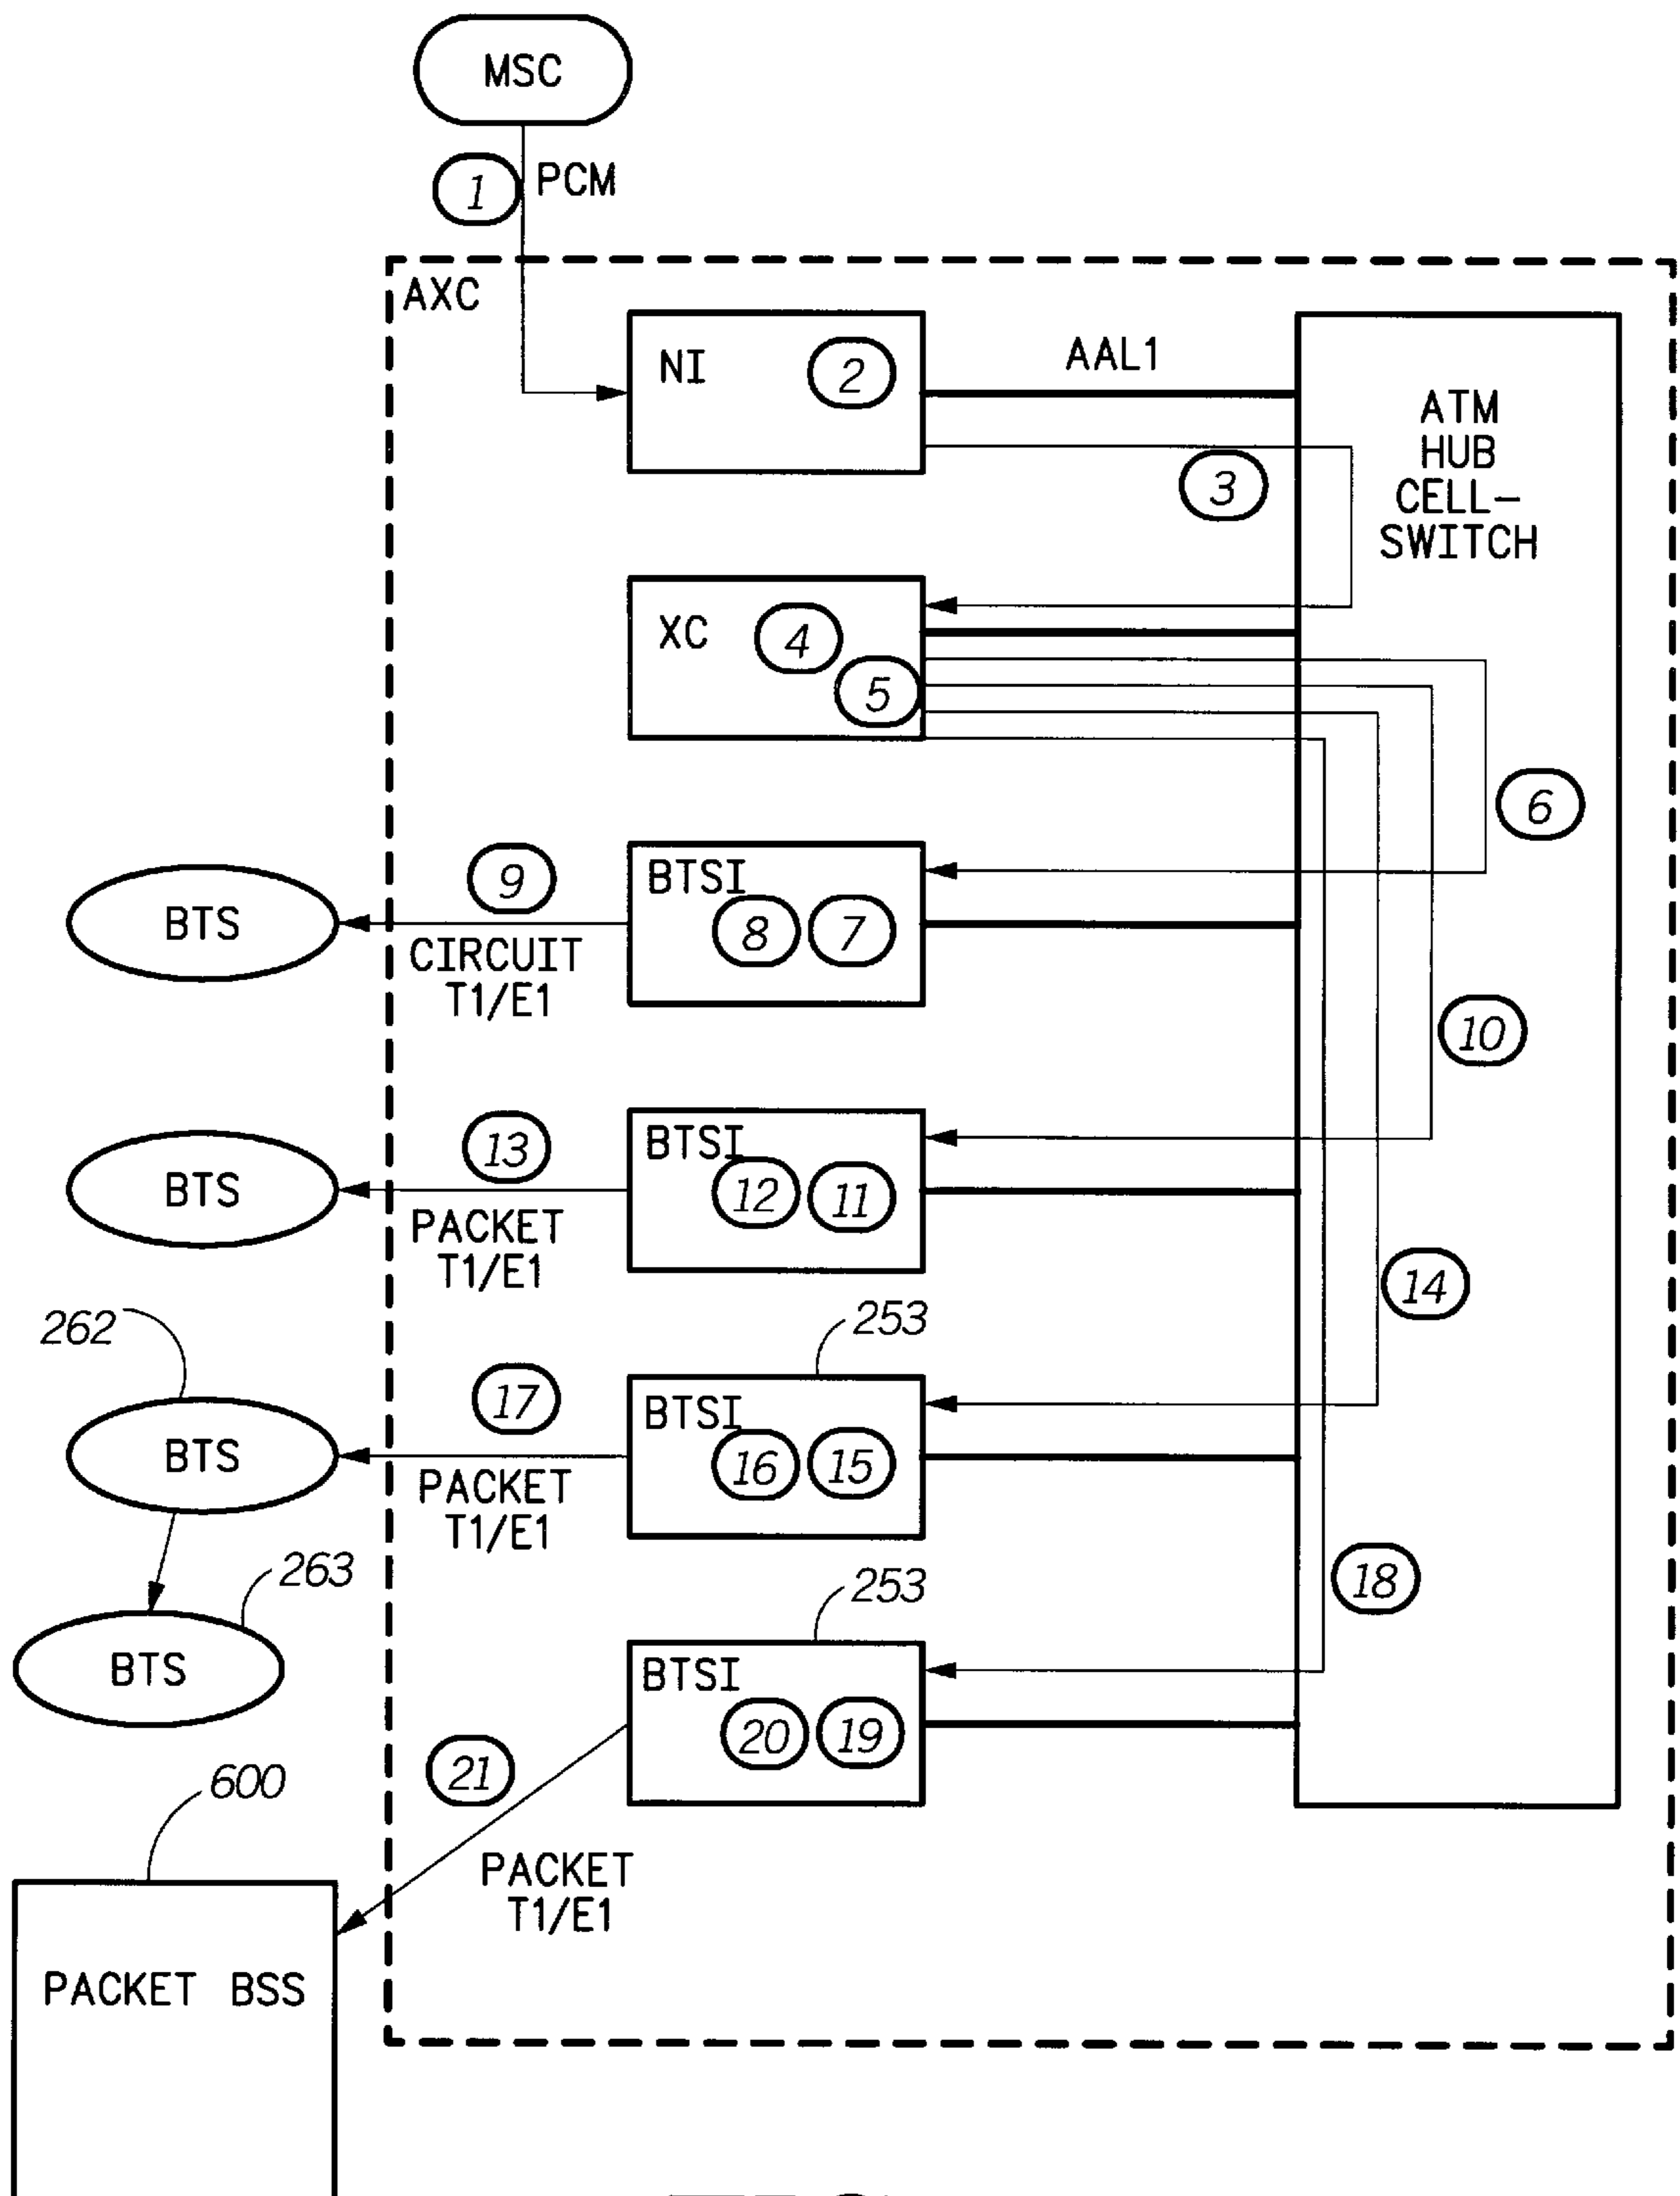 MSC
1
PCM
AXC
NI
2
AAL1
ATM
HUB
CELL-
SWITCH
3
XC
4
5
6
BTS
9
CIRCUIT
T1/E1
BTSI
8
7
10
BTS
13
PACKET
T1/E1
BTSI
12
11
14
262
BTS
17
PACKET
T1/E1
253
BTSI
16
15
18
263
BTS
253
BTSI
20
19
21
PACKET
T1/E1
600
PACKET BSS